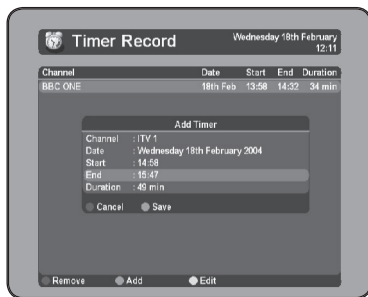 Timer Record
Wednesday 18th February
12:11
Channel Date Start End Duration
BBC ONE 18th Feb 13:58 14:32 34 min
Add Timer
Channel : ITV 1
Date : Wednesday 18th February 2004
Start : 14:58
End : 15:47
Duration : 49 min
Cancel Save
Remove Add Edit